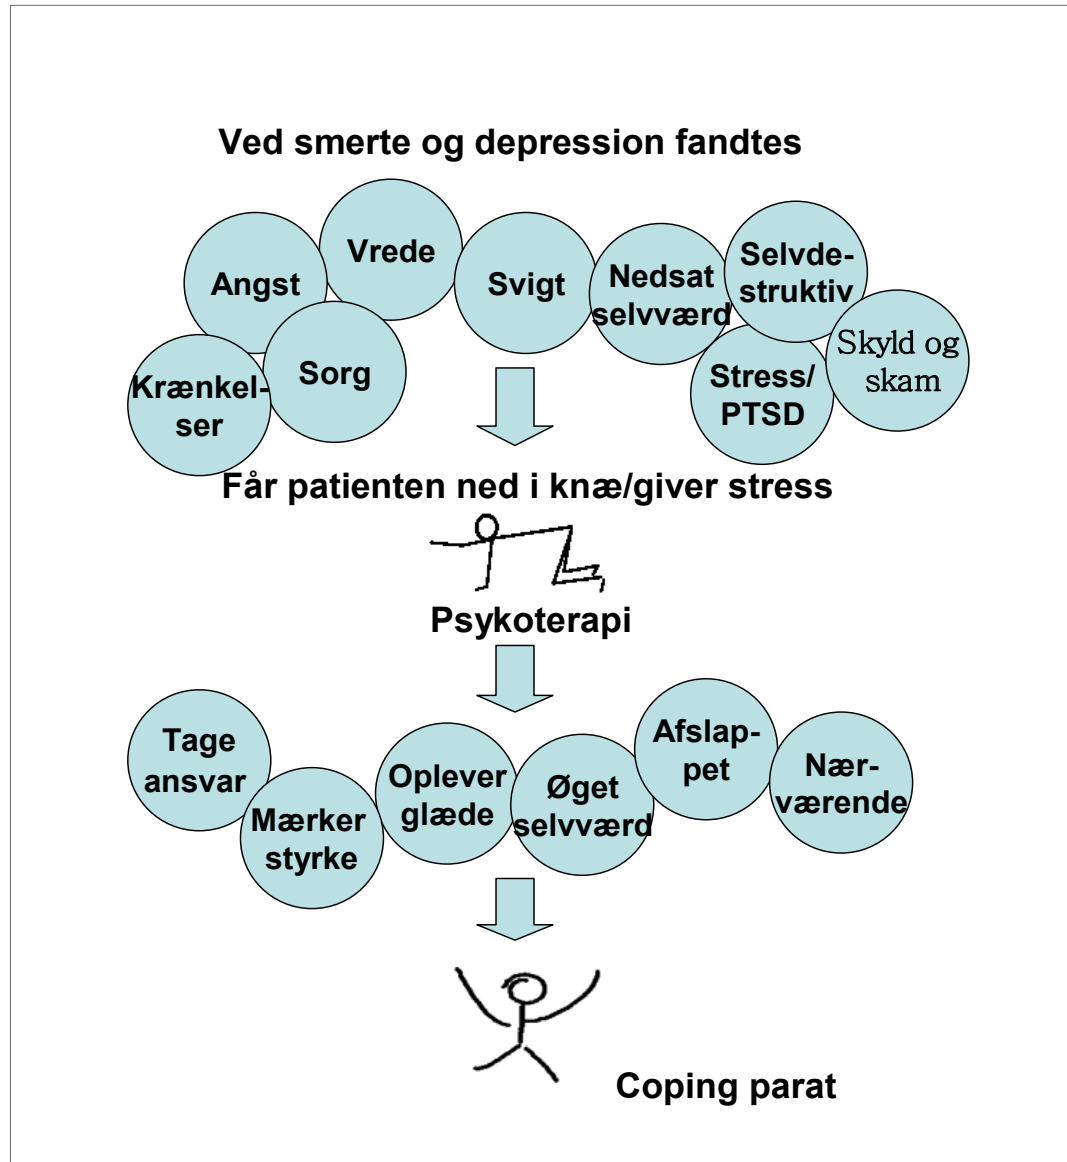 Ved smerte og depression fandtes
Angst
Vrede
Svigt
Nedsat
selvværd
Selvde-
struktiv
Krænkel-
ser
Sorg
Stress/
PTSD
Skyld og
skam
Får patienten ned i knæ/giver stress
Psykoterapi
Tage
ansvar
Mærker
styrke
Oplever
glæde
Øget
selvværd
Afslap-
pet
Nær-
værende
Coping parat